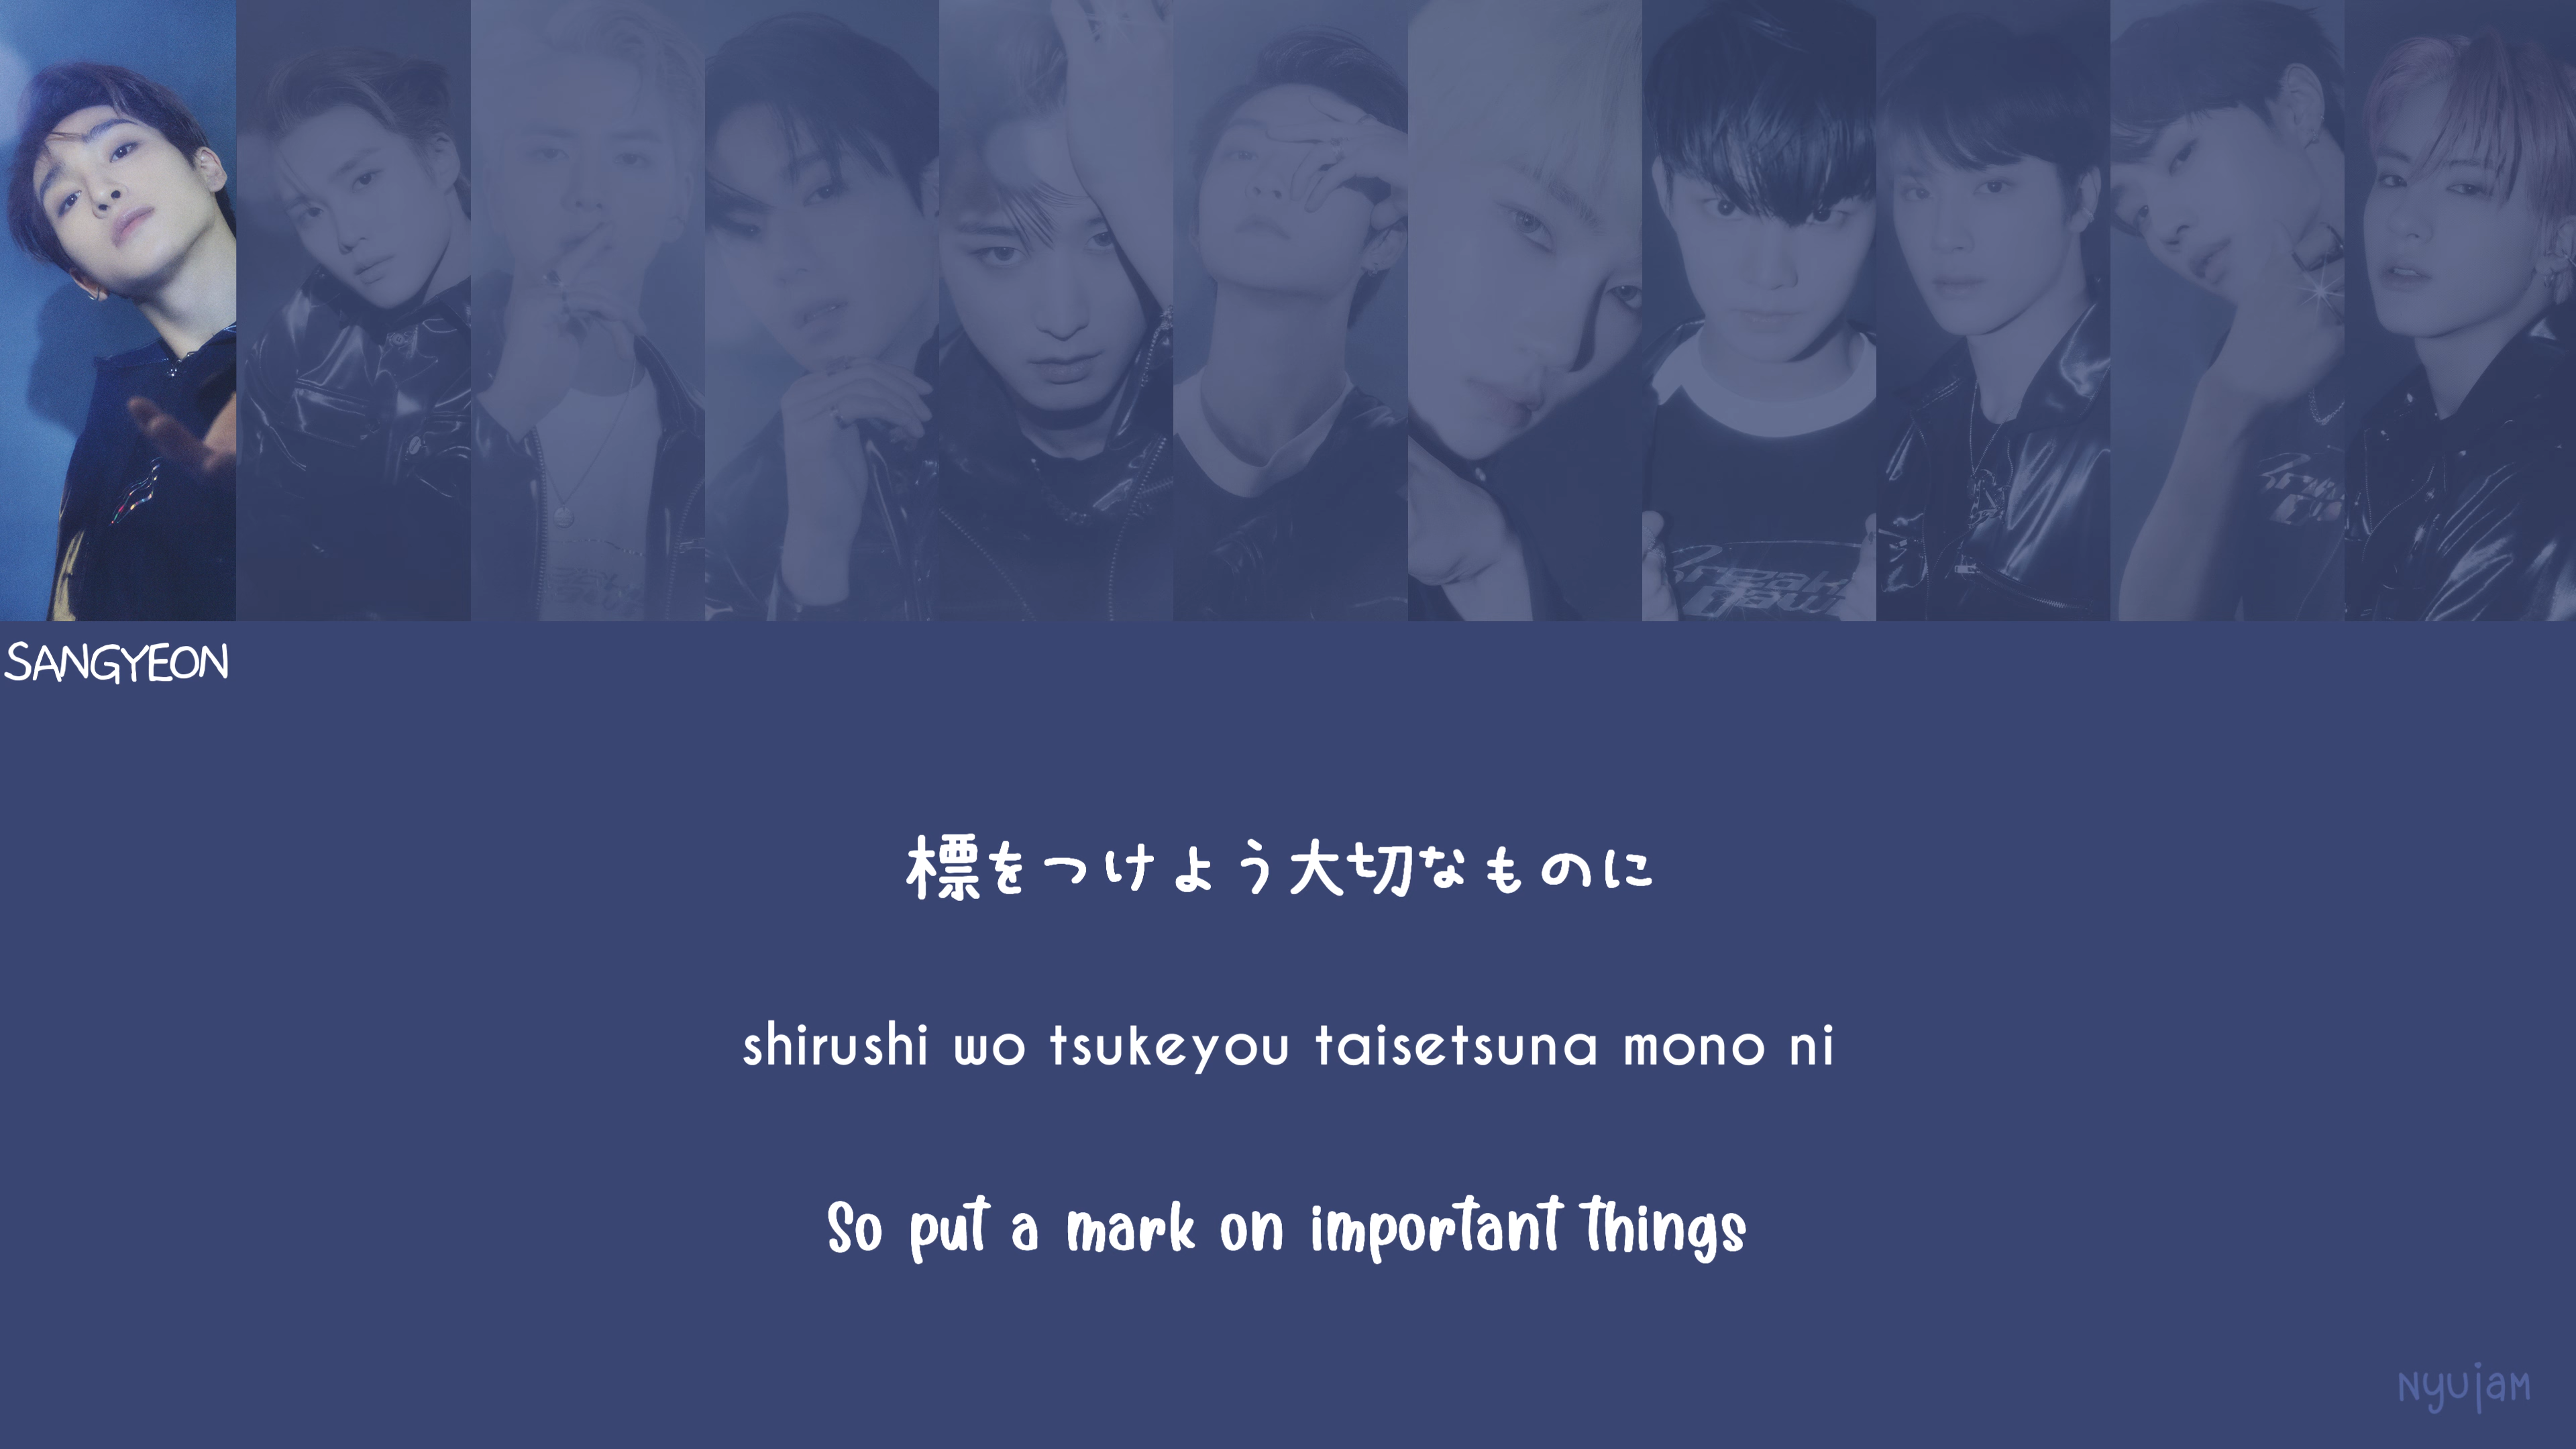 SANGYEON
標をつけよう大切なものに
shirushi wo tsukeyou taisetsuna mono ni
So put a mark on important things
NyUjaM